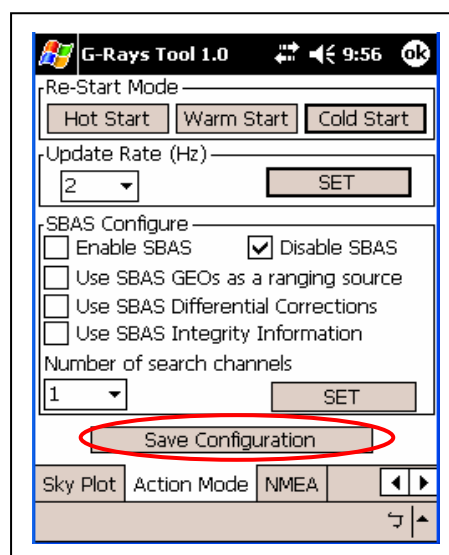 G-Rays Tool 1.0 9:56 ok
Re-Start Mode
Hot Start Warm Start Cold Start
Update Rate (Hz)
2 SET
SBAS Configure
Enable SBAS Disable SBAS
Use SBAS GEOs as a ranging source
Use SBAS Differential Corrections
Use SBAS Integrity Information
Number of search channels
1 SET
Save Configuration
Sky Plot Action Mode NMEA